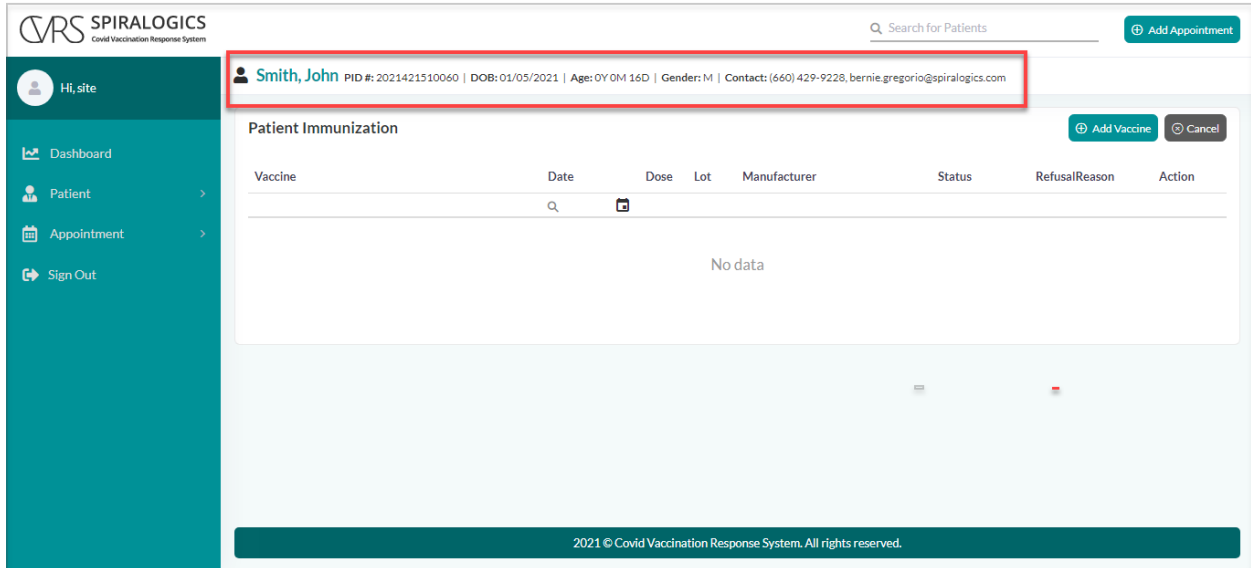 CVRS SPIRALOGICS
Covid Vaccination Response System
Search for Patients
Add Appointment
Hi, site
Smith, John PID #: 2021421510060 | DOB: 01/05/2021 | Age: 0Y 0M 16D | Gender: M | Contact: (660) 429-9228, bernie.gregorio@spiralogics.com
Dashboard
Patient
Appointment
Sign Out
Patient Immunization
Add Vaccine
Cancel
Vaccine Date Dose Lot Manufacturer Status RefusalReason Action
No data
2021 © Covid Vaccination Response System. All rights reserved.